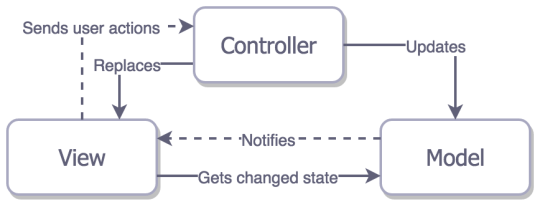 Sends user actions
Controller
Replaces
Updates
View
Notifies
Gets changed state
Model